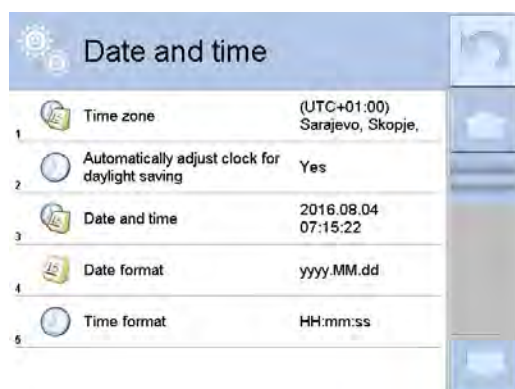 Date and time
1 Time zone (UTC+01:00)
Sarajevo, Skopje,
2 Automatically adjust clock for daylight saving Yes
3 Date and time 2016.08.04
07:15:22
4 Date format yyyy.MM.dd
5 Time format HH:mm:ss